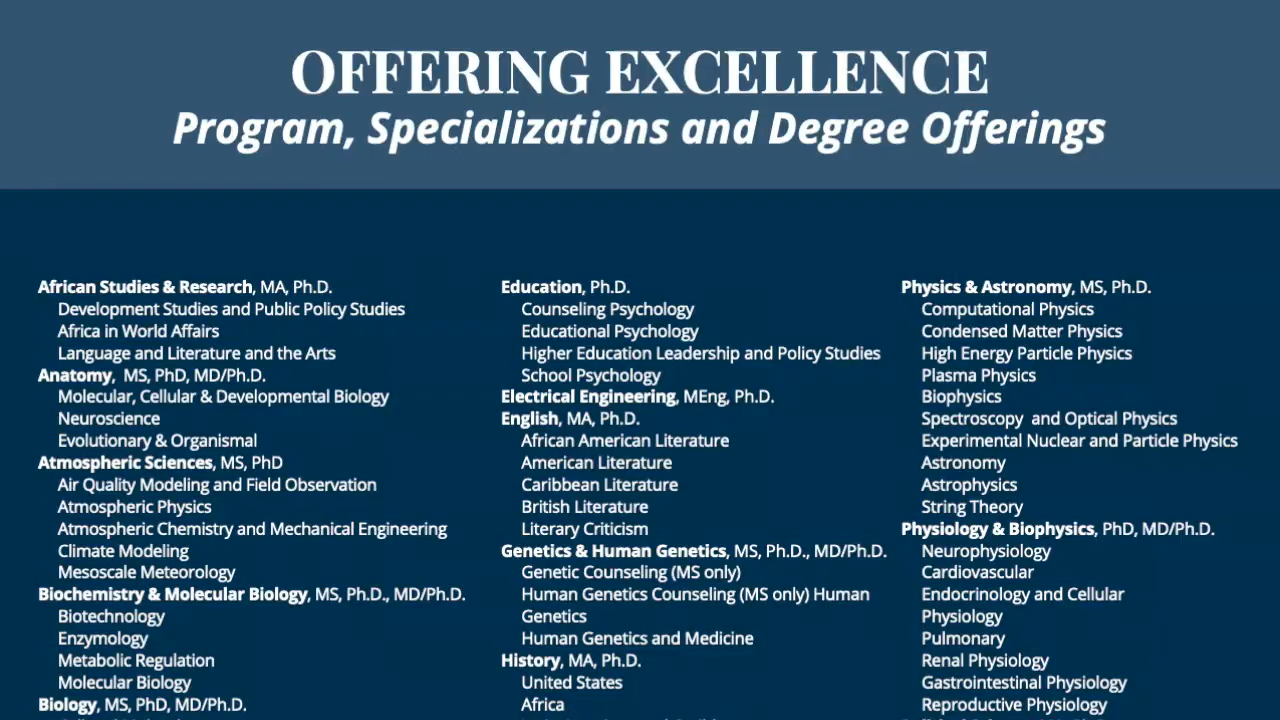 OFFERING EXCELLENCE
Program, Specializations and Degree Offerings
African Studies & Research, MA, Ph.D.
Development Studies and Public Policy Studies
Africa in World Affairs
Language and Literature and the Arts
Anatomy, MS, PhD, MD/Ph.D.
Molecular, Cellular & Developmental Biology
Neuroscience
Evolutionary & Organismal
Atmospheric Sciences, MS, PhD
Air Quality Modeling and Field Observation
Atmospheric Physics
Atmospheric Chemistry and Mechanical Engineering
Climate Modeling
Mesoscale Meteorology
Biochemistry & Molecular Biology, MS, Ph.D., MD/Ph.D.
Biotechnology
Enzymology
Metabolic Regulation
Molecular Biology
Biology, MS, PhD, MD/Ph.D.
Education, Ph.D.
Counseling Psychology
Educational Psychology
Higher Education Leadership and Policy Studies
School Psychology
Electrical Engineering, MEng, Ph.D.
English, MA, Ph.D.
African American Literature
American Literature
Caribbean Literature
British Literature
Literary Criticism
Genetics & Human Genetics, MS, Ph.D., MD/Ph.D.
Genetic Counseling (MS only)
Human Genetics Counseling (MS only) Human
Genetics
Human Genetics and Medicine
History, MA, Ph.D.
United States
Africa
Physics & Astronomy, MS, Ph.D.
Computational Physics
Condensed Matter Physics
High Energy Particle Physics
Plasma Physics
Biophysics
Spectroscopy and Optical Physics
Experimental Nuclear and Particle Physics
Astronomy
Astrophysics
String Theory
Physiology & Biophysics, PhD, MD/Ph.D.
Neurophysiology
Cardiovascular
Endocrinology and Cellular
Physiology
Pulmonary
Renal Physiology
Gastrointestinal Physiology
Reproductive Physiology